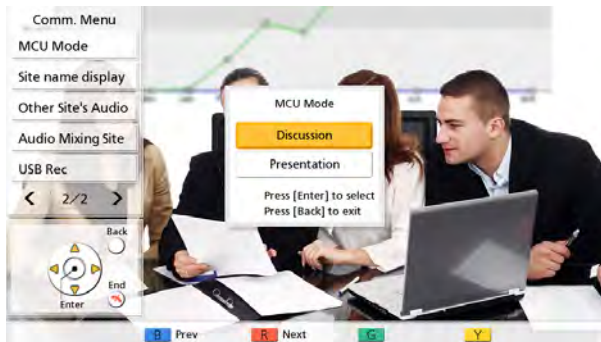 Comm. Menu
MCU Mode
Site name display
Other Site's Audio
Audio Mixing Site
USB Rec
< 2/2 >
Back
End
Enter
MCU Mode
Discussion
Presentation
Press [Enter] to select
Press [Back] to exit
B Prev R Next G Y